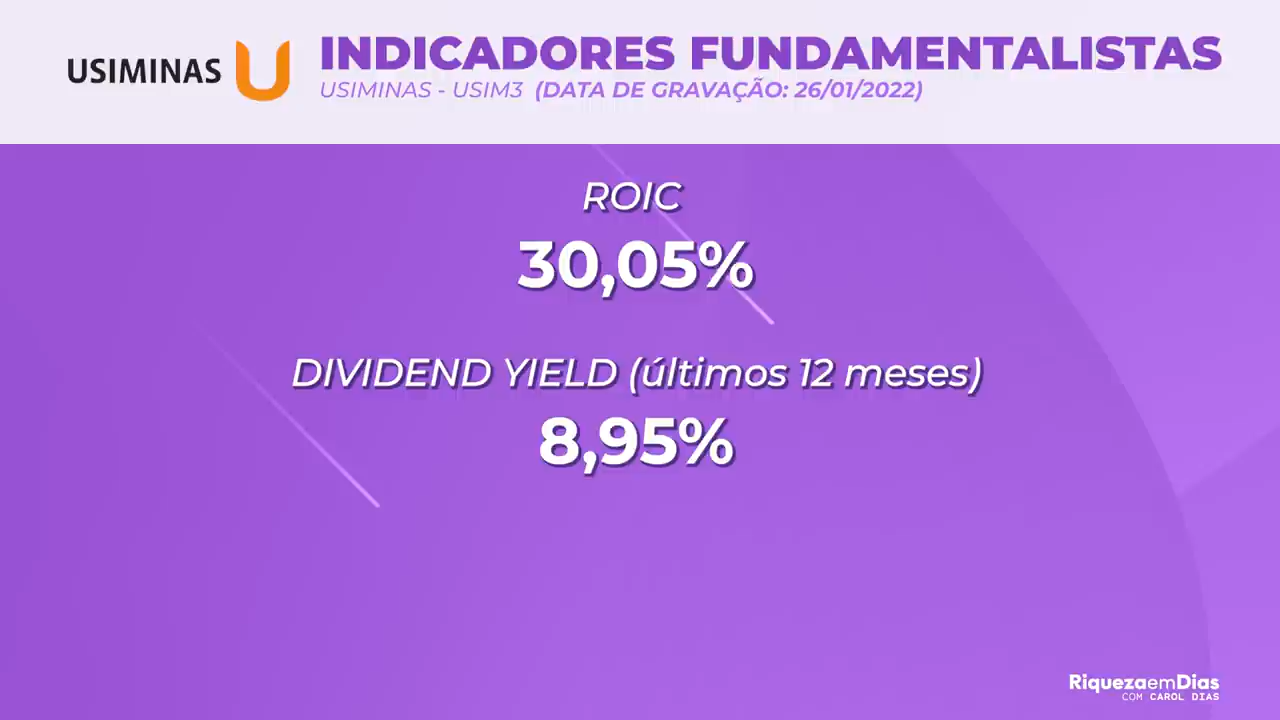 USIMINAS
INDICADORES FUNDAMENTALISTAS
USIMINAS - USIM3 (DATA DE GRAVAÇÃO: 26/01/2022)
ROIC
30,05%
DIVIDEND YIELD (últimos 12 meses)
8,95%
RiquezaemDias
COM CAROL DIAS